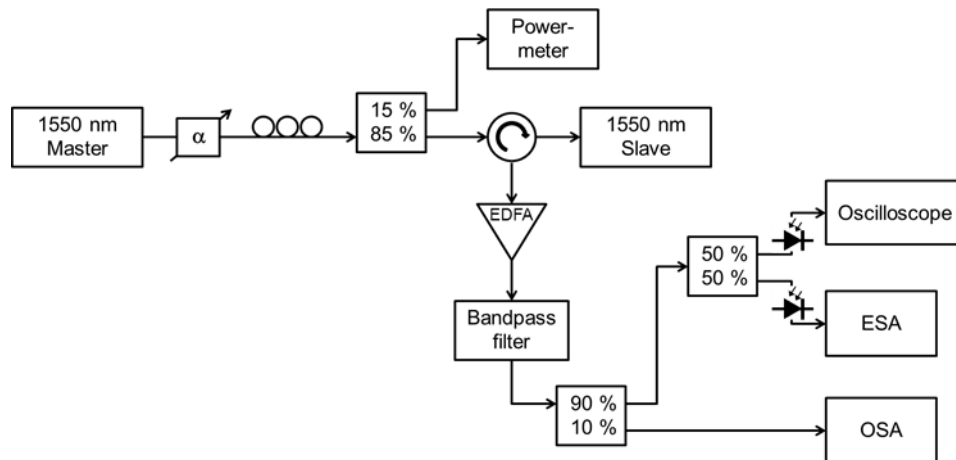 Power-
meter
1550 nm
Master
α
15 %
85 %
1550 nm
Slave
EDFA
Oscilloscope
50 %
50 %
Bandpass
filter
ESA
90 %
10 %
OSA